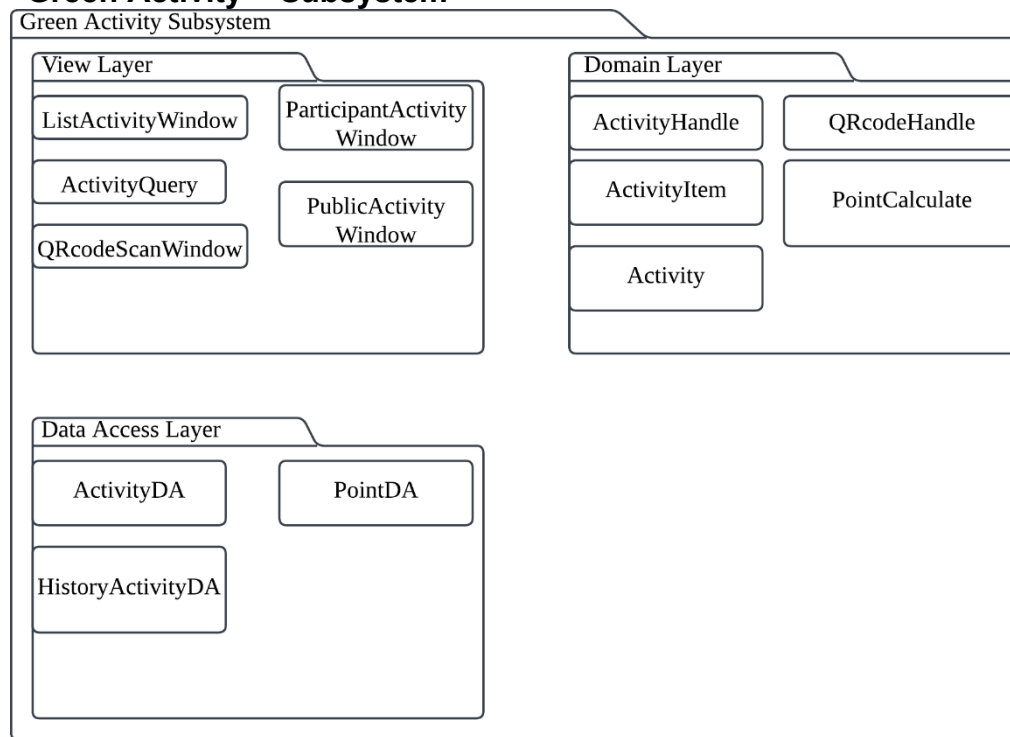 Green Activity Subsystem
Green Activity Subsystem
View Layer
ListActivityWindow
ParticipantActivity
Window
ActivityQuery
PublicActivity
Window
QRcodeScanWindow
Domain Layer
ActivityHandle
QRcodeHandle
ActivityItem
PointCalculate
Activity
Data Access Layer
ActivityDA
PointDA
HistoryActivityDA